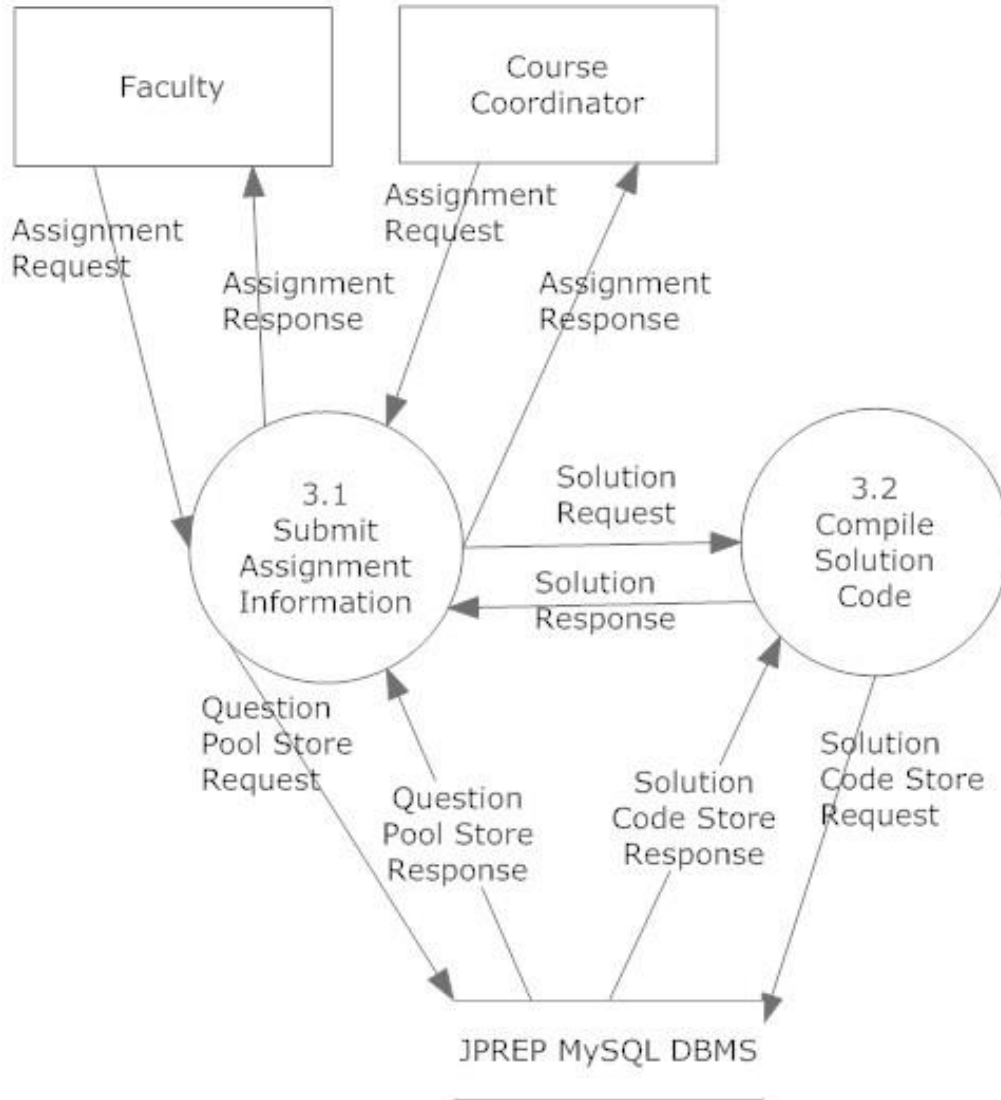 Faculty
Course
Coordinator
Assignment
Request
Assignment
Response
Assignment
Request
Assignment
Response
3.1
Submit
Assignment
Information
Solution
Request
Solution
Response
3.2
Compile
Solution
Code
Question
Pool Store
Request
Question
Pool Store
Response
Solution
Code Store
Response
Solution
Code Store
Request
JPREP MySQL DBMS